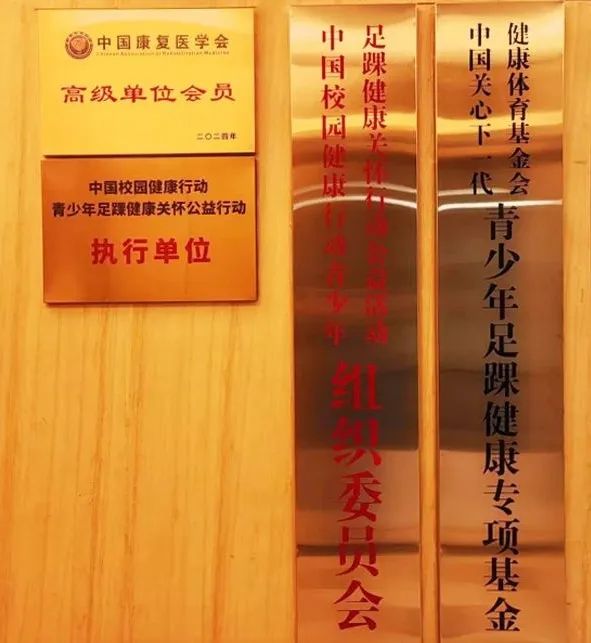 中国康复医学会
Chinese Association of Rehabilitation Medicine
高级单位会员
二〇二四年
中国校园健康行动
青少年足踝健康关怀公益行动
执行单位
中国校园健康行动青少年
足踝健康关怀行动公益活动
组织委员会
中国关心下一代
健康体育基金会
青少年足踝健康专项基金